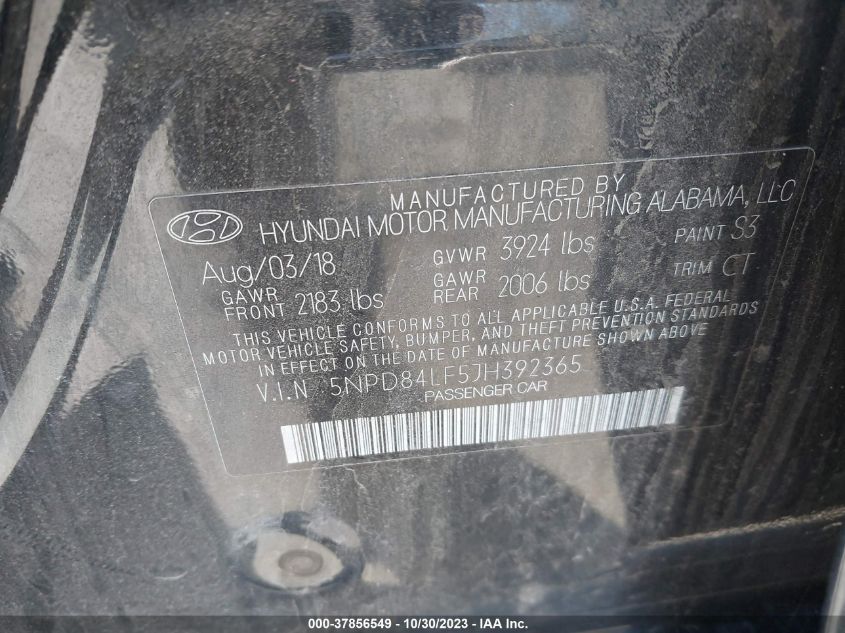 MANUFACTURED BY
HYUNDAI MOTOR MANUFACTURING ALABAMA, LLC
Aug/03/18 GVWR 3924 lbs PAINT S3
GAWR FRONT 2183 lbs GAWR REAR 2006 lbs TRIM CT
THIS VEHICLE CONFORMS TO ALL APPLICABLE U.S.A. FEDERAL
MOTOR VEHICLE SAFETY, BUMPER, AND THEFT PREVENTION STANDARDS
IN EFFECT ON THE DATE OF MANUFACTURE SHOWN ABOVE
V.I.N 5NPD84LF5JH392365
PASSENGER CAR
000-37856549 - 10/30/2023 - IAA Inc.